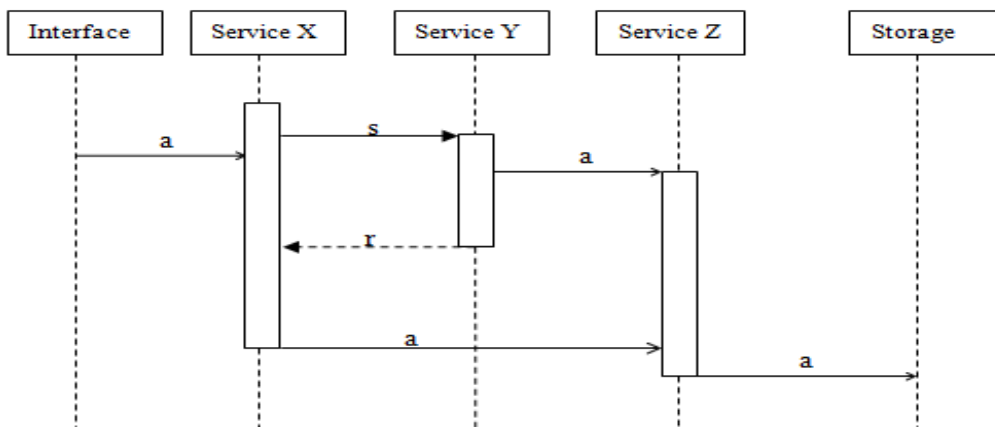 Interface
Service X
Service Y
Service Z
Storage
s
a
a
r
a
a